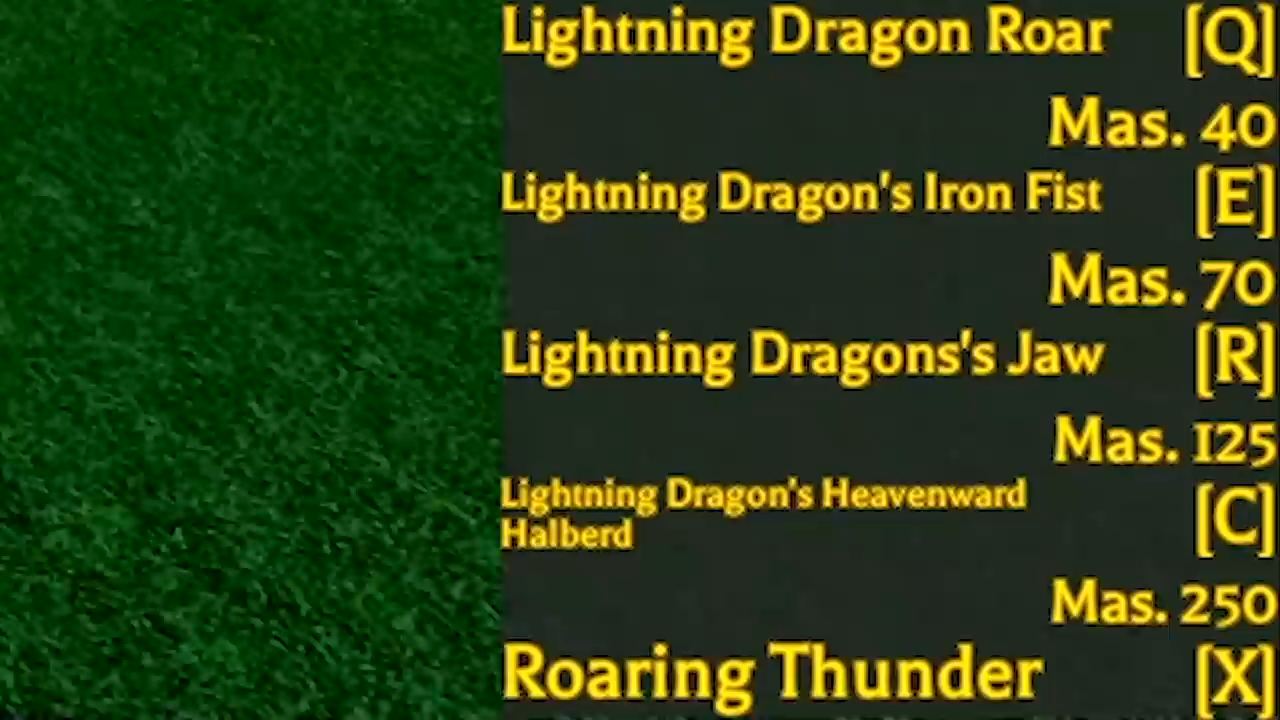 Lightning Dragon Roar [Q]
Mas. 40
Lightning Dragon's Iron Fist [E]
Mas. 70
Lightning Dragons's Jaw [R]
Mas. 125
Lightning Dragon's Heavenward
Halberd [C]
Mas. 250
Roaring Thunder [X]